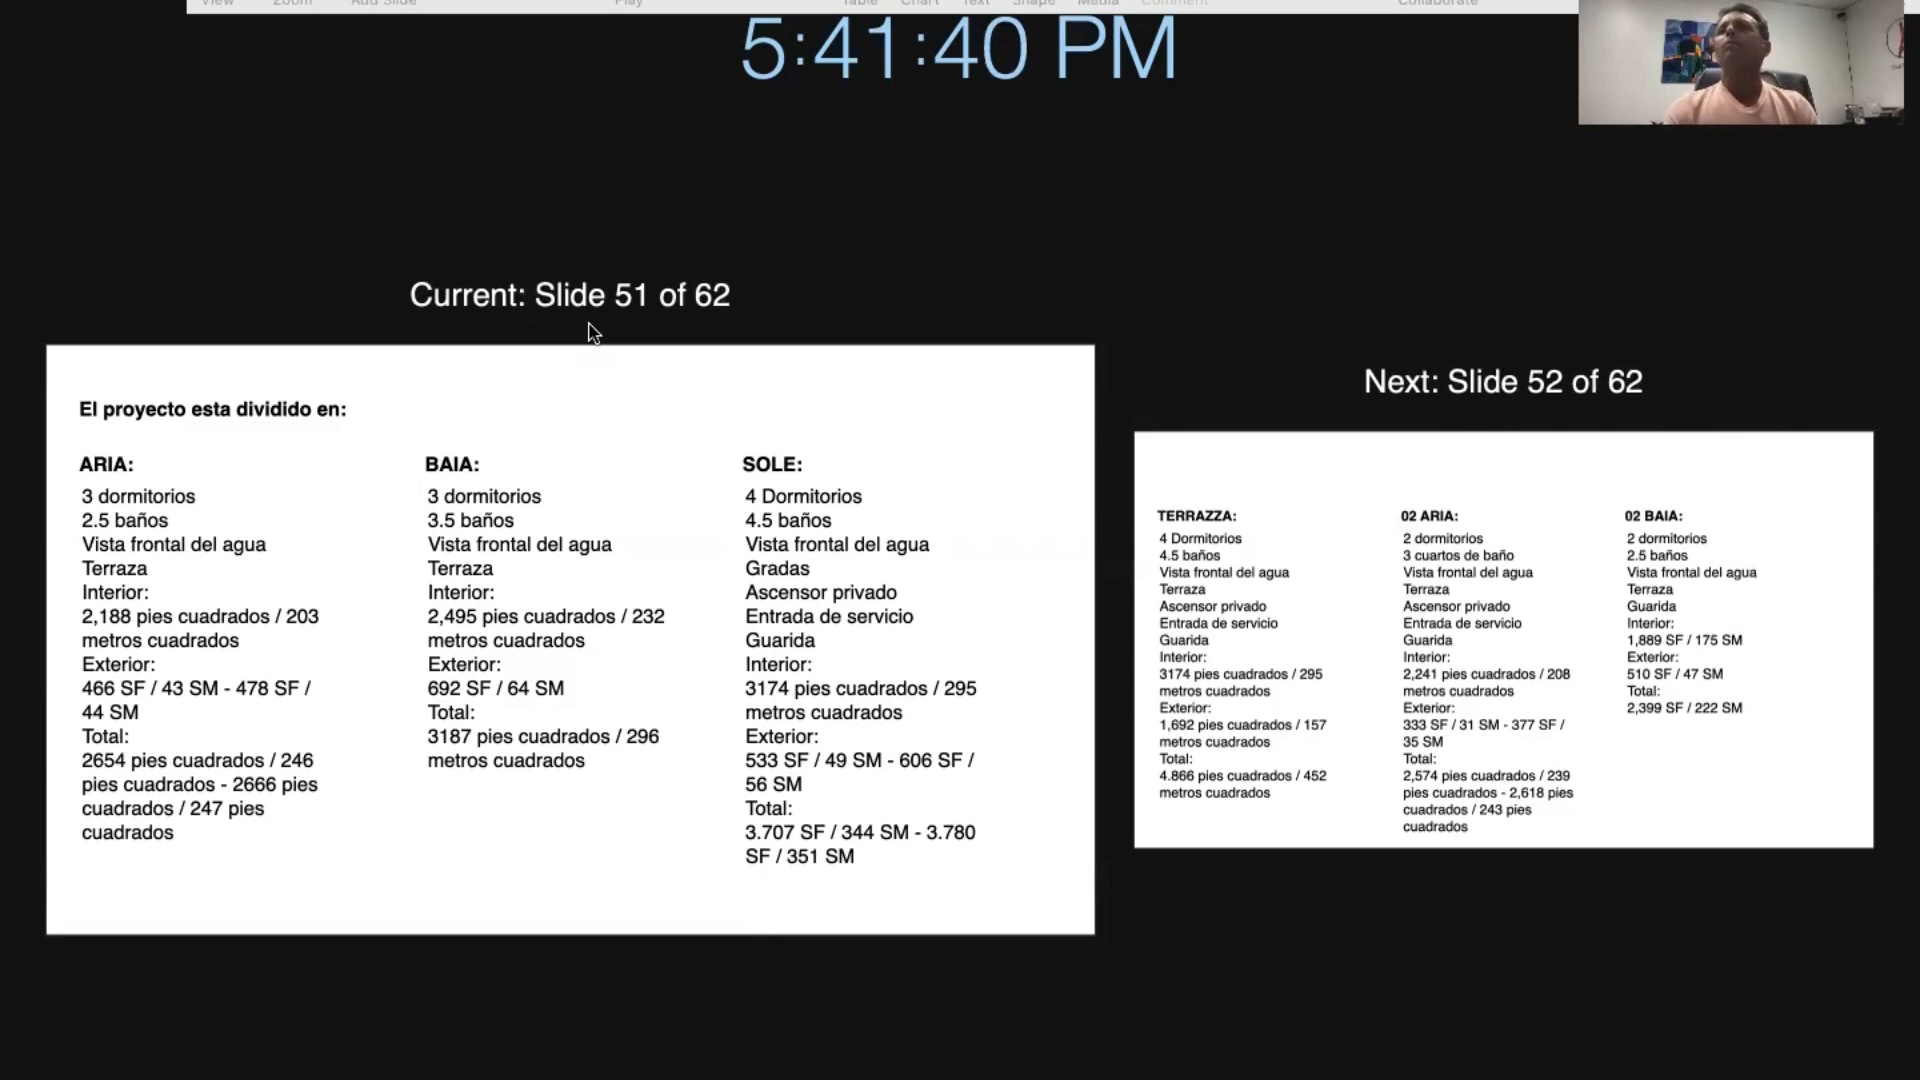 View Zoom Add Slide Play Table Chart Text Shape Media Comment Collaborate
5:41:40 PM
Current: Slide 51 of 62
El proyecto esta dividido en:
ARIA:
3 dormitorios
2.5 baños
Vista frontal del agua
Terraza
Interior:
2,188 pies cuadrados / 203
metros cuadrados
Exterior:
466 SF / 43 SM - 478 SF /
44 SM
Total:
2654 pies cuadrados / 246
pies cuadrados - 2666 pies
cuadrados / 247 pies
cuadrados
BAIA:
3 dormitorios
3.5 baños
Vista frontal del agua
Terraza
Interior:
2,495 pies cuadrados / 232
metros cuadrados
Exterior:
692 SF / 64 SM
Total:
3187 pies cuadrados / 296
metros cuadrados
SOLE:
4 Dormitorios
4.5 baños
Vista frontal del agua
Gradas
Ascensor privado
Entrada de servicio
Guarida
Interior:
3174 pies cuadrados / 295
metros cuadrados
Exterior:
533 SF / 49 SM - 606 SF /
56 SM
Total:
3.707 SF / 344 SM - 3.780
SF / 351 SM
Next: Slide 52 of 62
TERRAZZA:
4 Dormitorios
4.5 baños
Vista frontal del agua
Terraza
Ascensor privado
Entrada de servicio
Guarida
Interior:
3174 pies cuadrados / 295
metros cuadrados
Exterior:
1,692 pies cuadrados / 157
metros cuadrados
Total:
4.866 pies cuadrados / 452
metros cuadrados
02 ARIA:
2 dormitorios
3 cuartos de baño
Vista frontal del agua
Terraza
Ascensor privado
Entrada de servicio
Guarida
Interior:
2,241 pies cuadrados / 208
metros cuadrados
Exterior:
333 SF / 31 SM - 377 SF /
35 SM
Total:
2,574 pies cuadrados / 239
pies cuadrados - 2,618 pies
cuadrados / 243 pies
cuadrados
02 BAIA:
2 dormitorios
2.5 baños
Vista frontal del agua
Terraza
Guarida
Interior:
1,889 SF / 175 SM
Exterior:
510 SF / 47 SM
Total:
2,399 SF / 222 SM